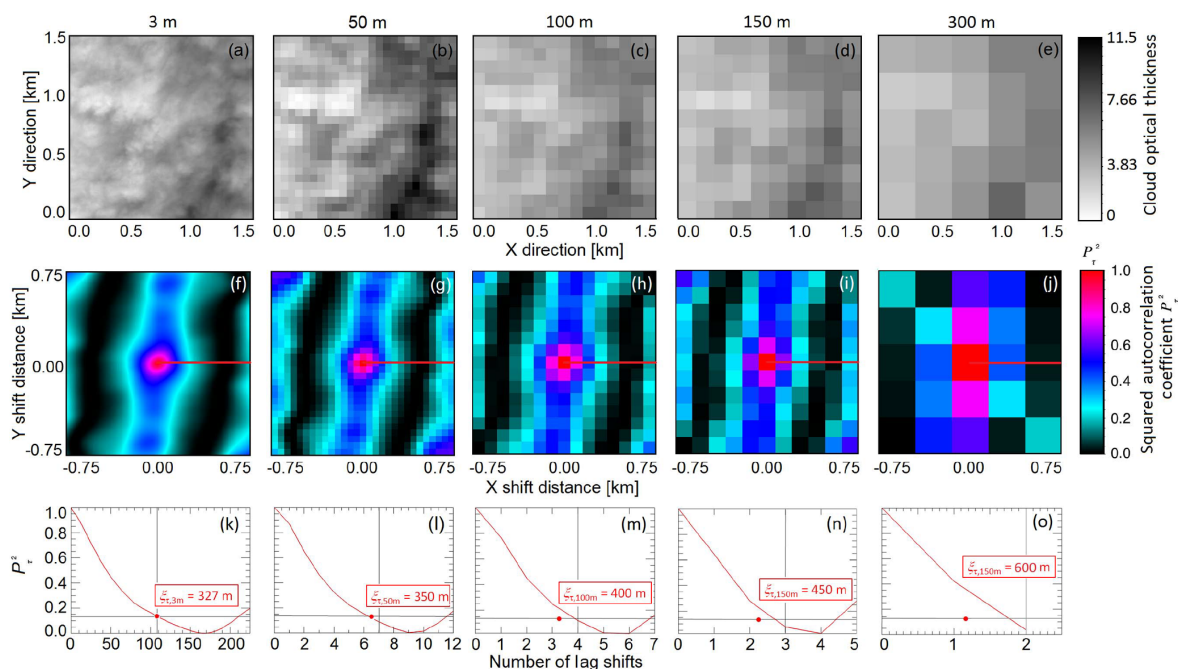 3 m 50 m 100 m 150 m 300 m
(a) (b) (c) (d) (e)
Y direction [km]
1.5
1.0
0.5
0.0
0.0 0.5 1.0 1.5 0.0 0.5 1.0 1.5 0.0 0.5 1.0 1.5 0.0 0.5 1.0 1.5 0.0 0.5 1.0 1.5
X direction [km]
11.5
7.66
3.83
0
Cloud optical thickness
(f) (g) (h) (i) (j)
Y shift distance [km]
0.75
0.00
-0.75
-0.75 0.00 0.75 -0.75 0.00 0.75 -0.75 0.00 0.75 -0.75 0.00 0.75 -0.75 0.00 0.75
X shift distance [km]
P²τ
1.0
0.8
0.6
0.4
0.2
0.0
Squared autocorrelation
coefficient P²τ
(k) (l) (m) (n) (o)
P²τ
1.0
0.8
0.6
0.4
0.2
0.0
ξτ,3m = 327 m
ξτ,50m = 350 m
ξτ,100m = 400 m
ξτ,150m = 450 m
ξτ,150m = 600 m
0 50 100 150 200 0 2 4 6 8 10 12 0 1 2 3 4 5 6 7 0 1 2 3 4 5 0 1 2
Number of lag shifts